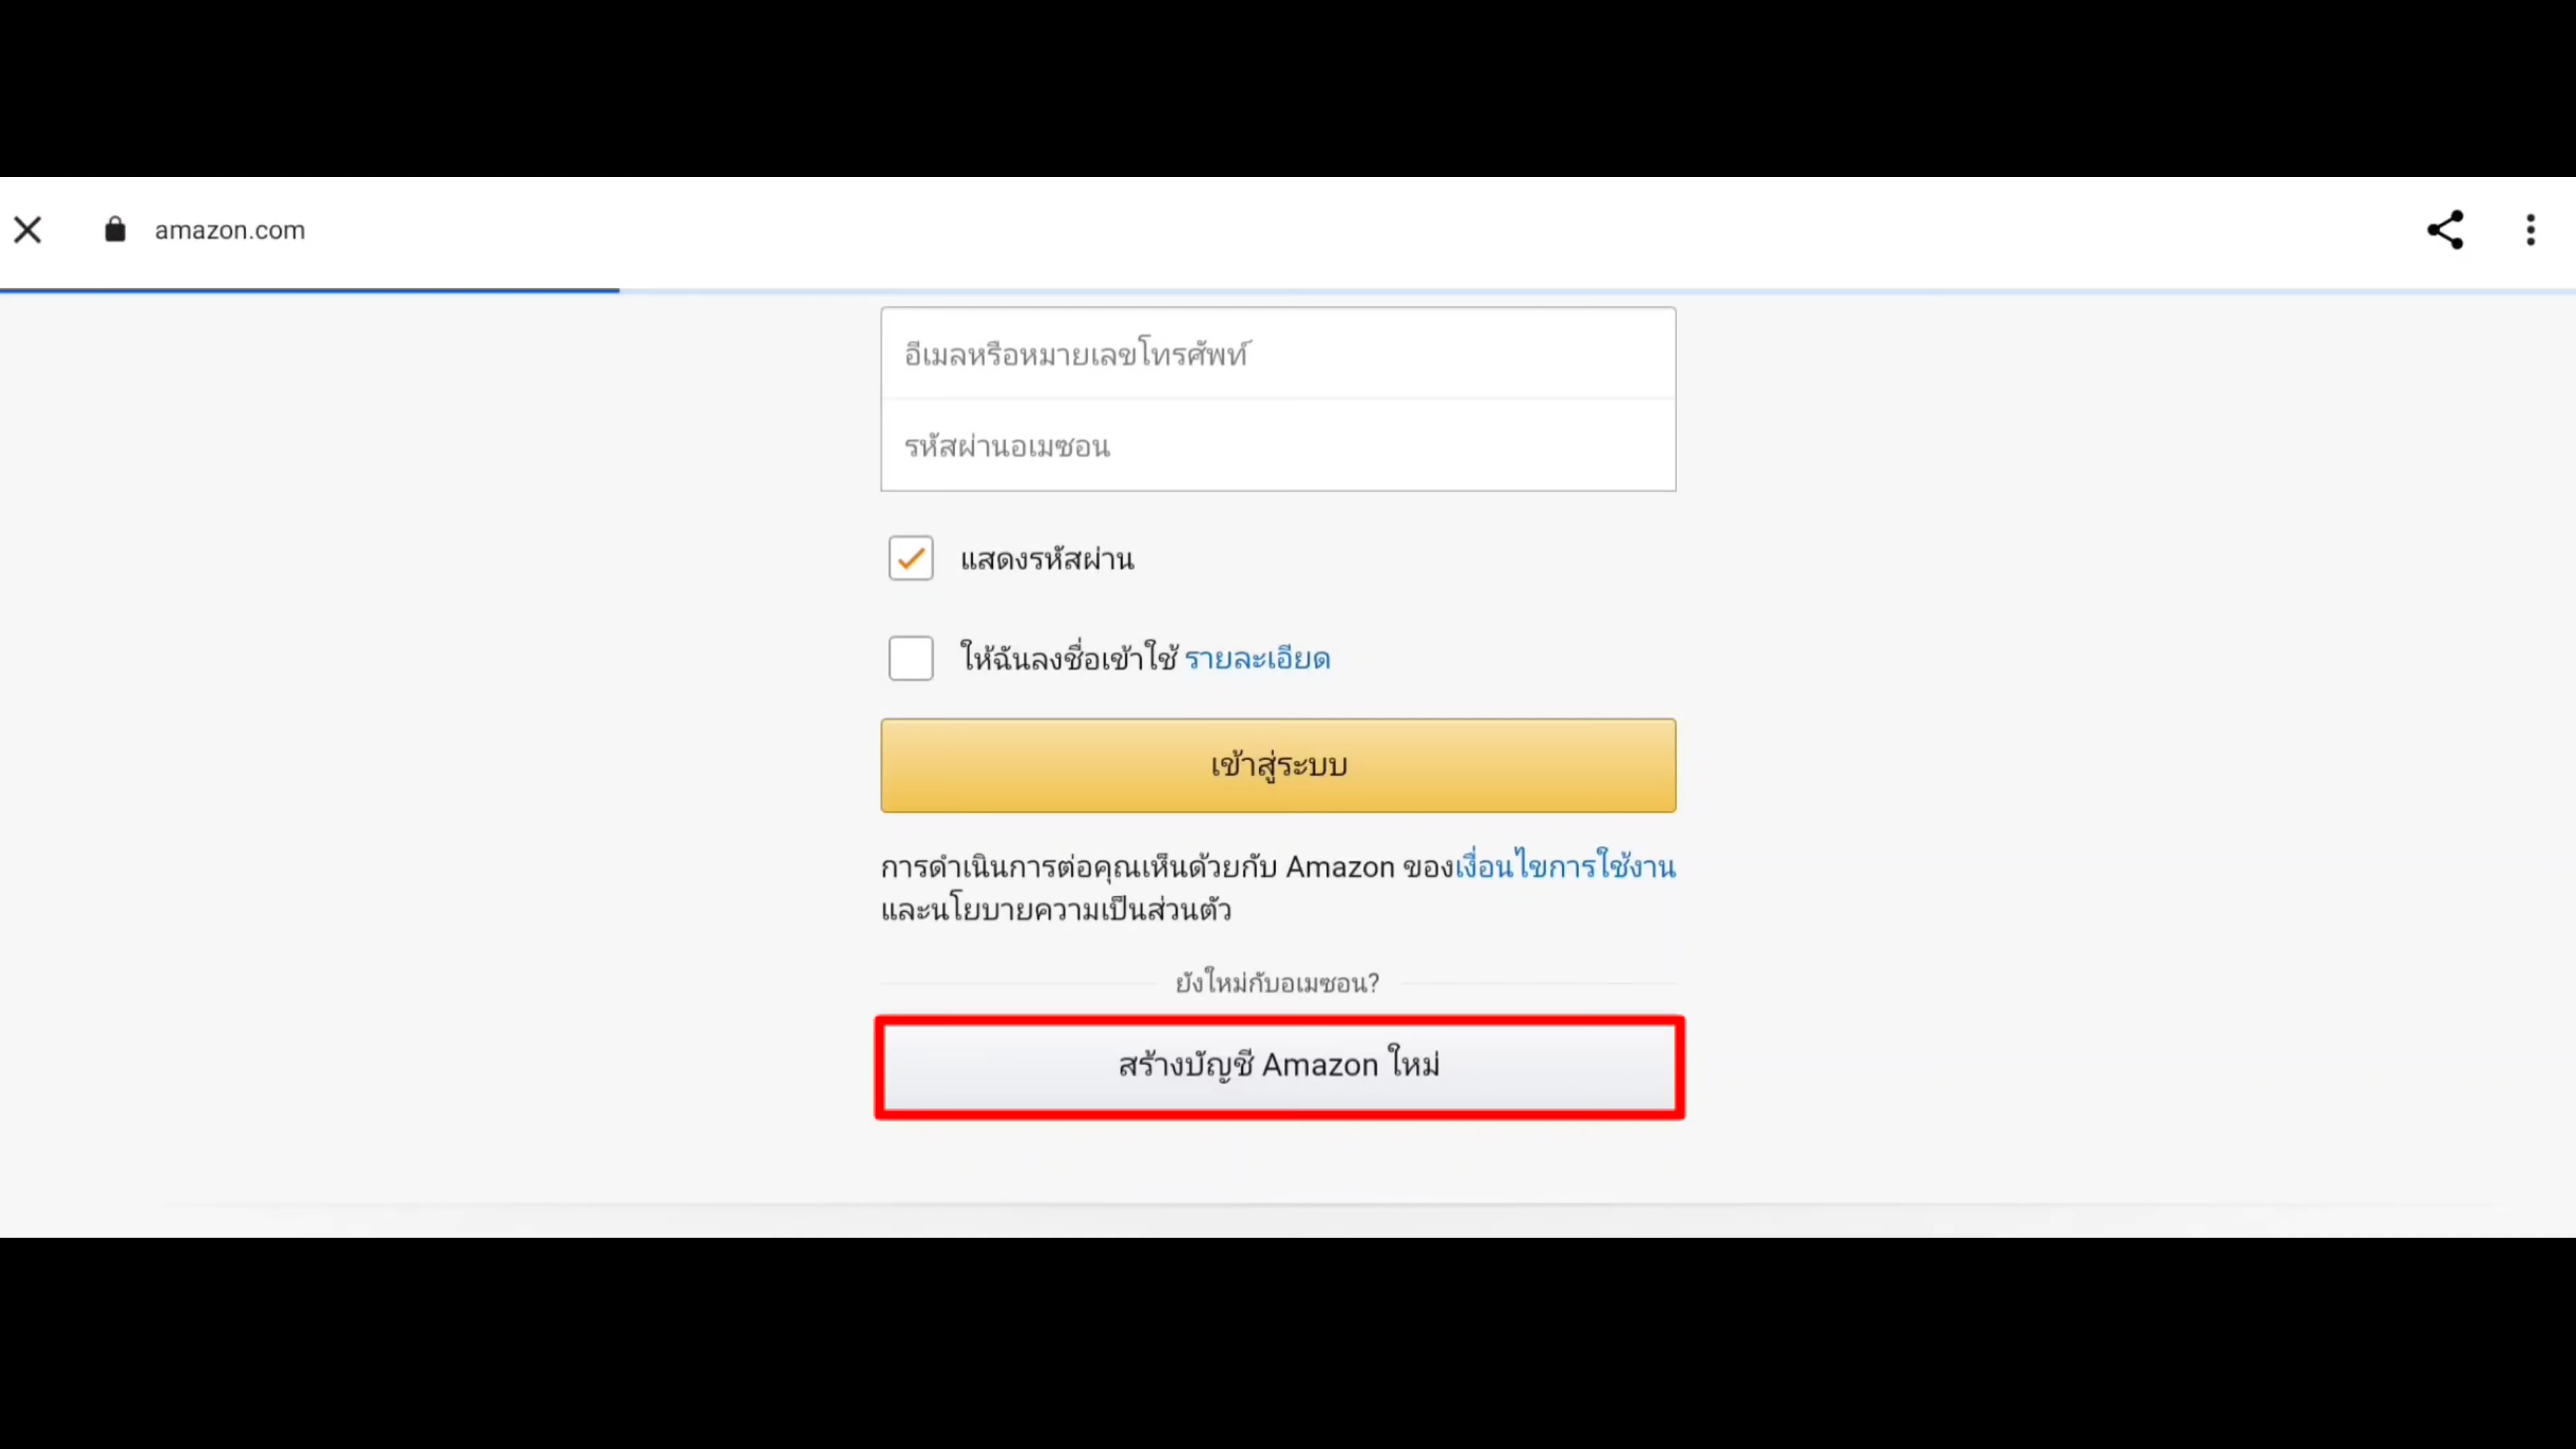 amazon.com
อีเมลหรือหมายเลขโทรศัพท์
รหัสผ่านอเมซอน
แสดงรหัสผ่าน
ให้ฉันลงชื่อเข้าใช้ รายละเอียด
เข้าสู่ระบบ
การดำเนินการต่อคุณเห็นด้วยกับ Amazon ของเงื่อนไขการใช้งาน
และนโยบายความเป็นส่วนตัว
ยังใหม่กับอเมซอน?
สร้างบัญชี Amazon ใหม่